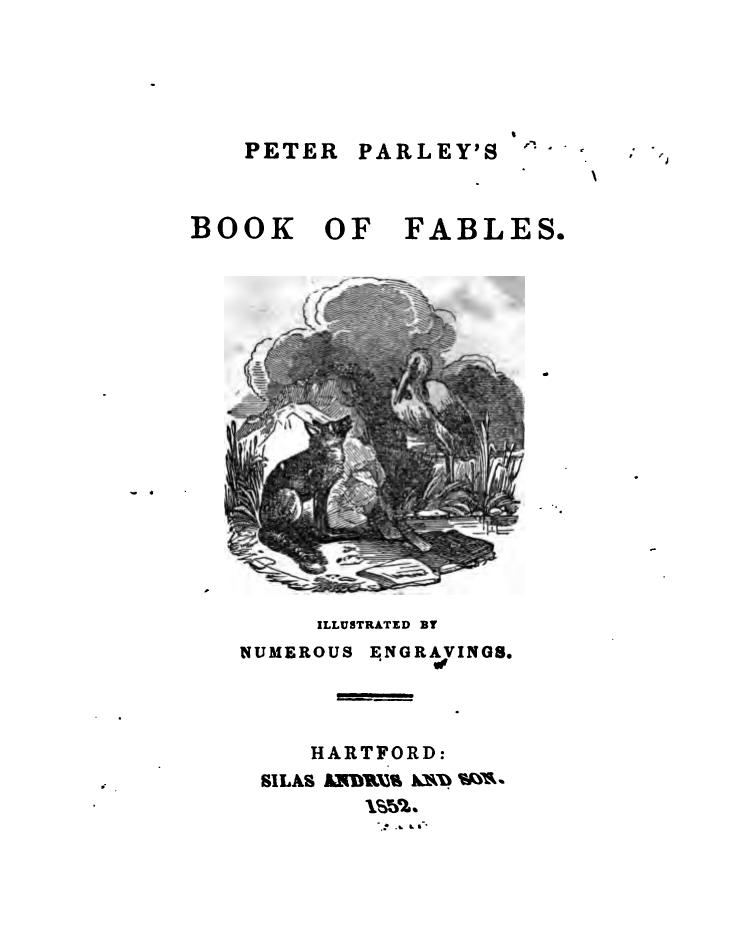 PETER PARLEY'S
BOOK OF FABLES.
ILLUSTRATED BY
NUMEROUS ENGRAVINGS.
HARTFORD:
SILAS ANDRUS AND SON.
1852.